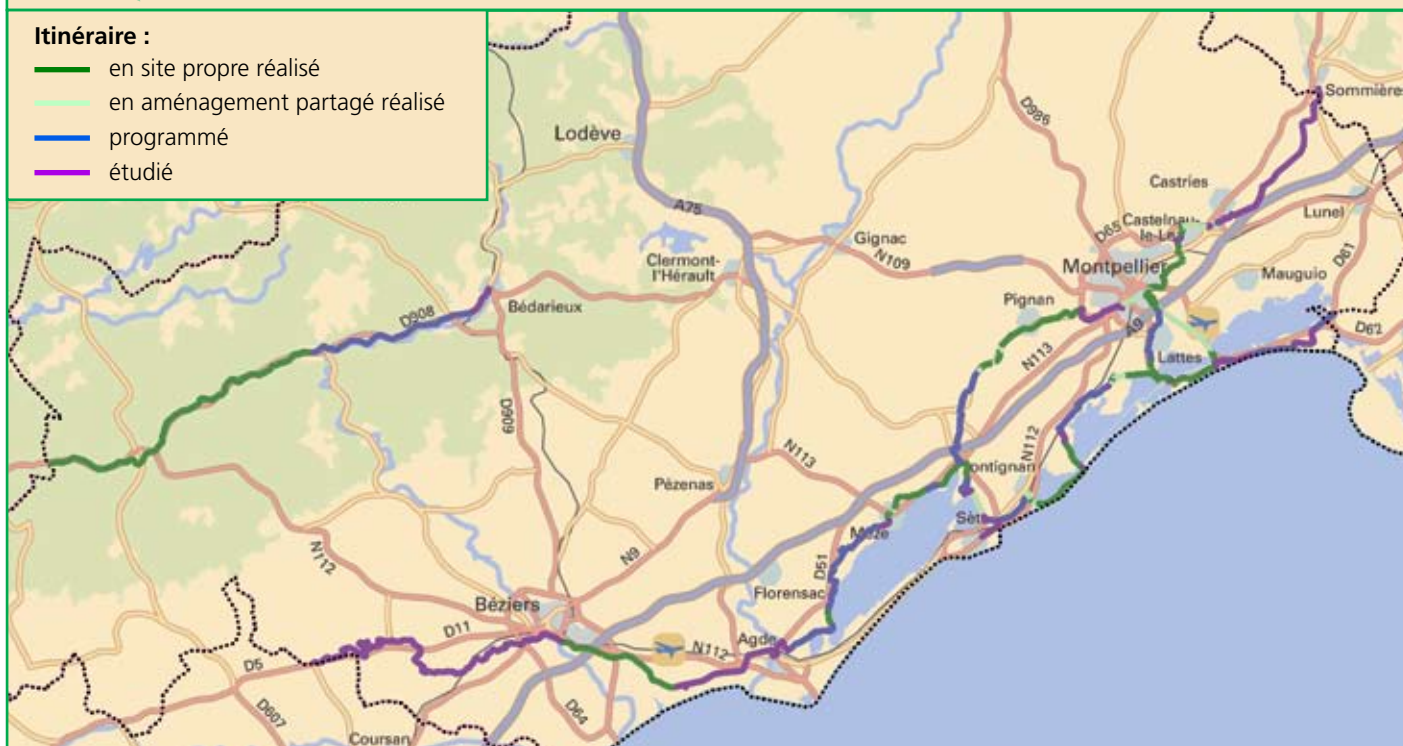 Itinéraire :
en site propre réalisé
en aménagement partagé réalisé
programmé
étudié
Sommières
D986
Lodève
Castries
A75
Castelnau-
le-Lez
Lunel
D65
Gignac
D61
Clermont-
l'Hérault
N109
Montpellier
Mauguio
Pignan
Bédarieux
D908
A9
D62
N113
Lattes
D909
N112
N113
ontignan
Pézenas
Sète
Mèze
N112
N9
D51
Florensac
Béziers
D11
Agde
N112
D5
D607
D64
Coursan